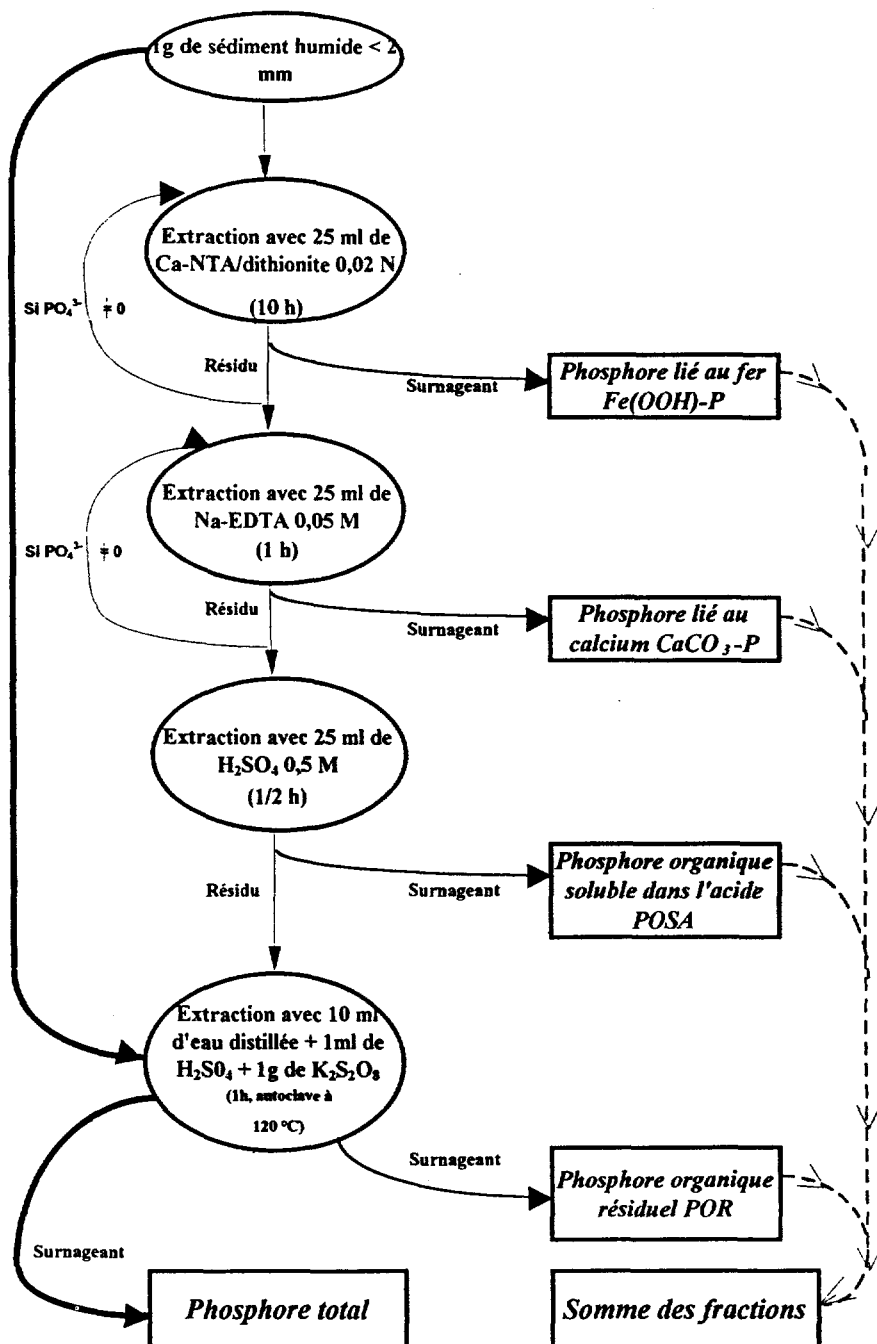 1g de sédiment humide < 2
mm
Extraction avec 25 ml de
Ca-NTA/dithionite 0,02 N
(10 h)
Si PO₄³⁻ ≠ 0
Résidu
Surnageant
Phosphore lié au fer
Fe(OOH)-P
Extraction avec 25 ml de
Na-EDTA 0,05 M
(1 h)
Si PO₄³⁻ ≠ 0
Résidu
Surnageant
Phosphore lié au
calcium CaCO₃-P
Extraction avec 25 ml de
H₂SO₄ 0,5 M
(1/2 h)
Résidu
Surnageant
Phosphore organique
soluble dans l'acide
POSA
Extraction avec 10 ml
d'eau distillée + 1ml de
H₂SO₄ + 1g de K₂S₂O₈
(1h, autoclave à
120 °C)
Surnageant
Phosphore organique
résiduel POR
Surnageant
Phosphore total
Somme des fractions